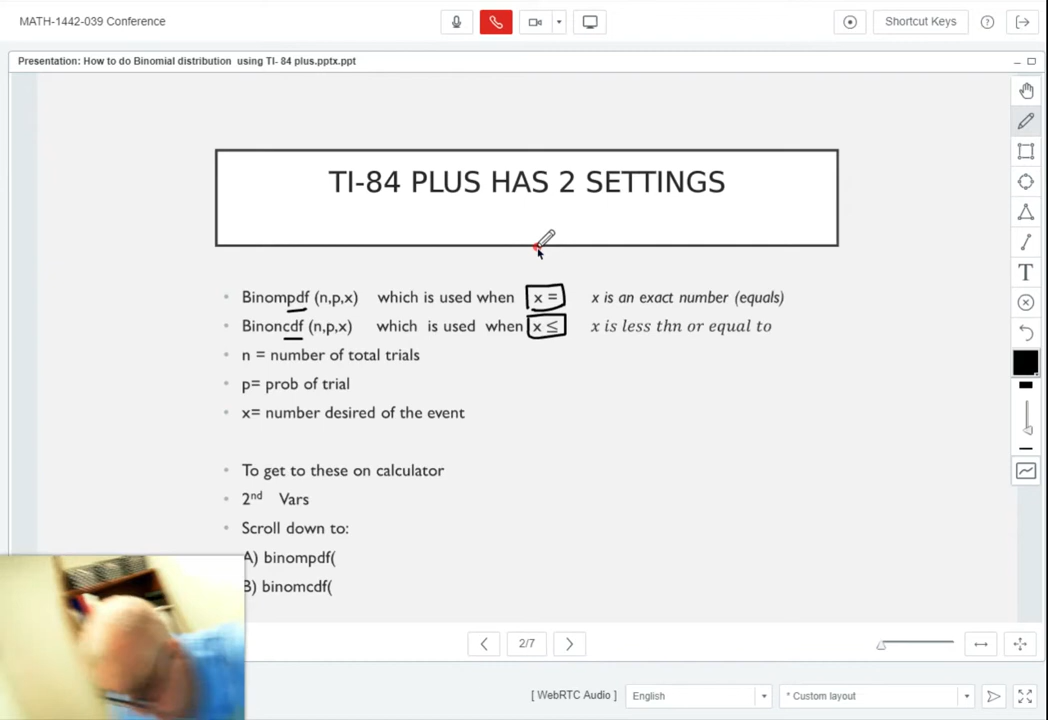 MATH-1442-039 Conference
Shortcut Keys
Presentation: How to do Binomial distribution using TI- 84 plus.pptx.ppt
TI-84 PLUS HAS 2 SETTINGS
• Binompdf (n,p,x) which is used when x = x is an exact number (equals)
• Binoncdf (n,p,x) which is used when x ≤ x is less thn or equal to
• n = number of total trials
• p= prob of trial
• x= number desired of the event
• To get to these on calculator
• 2nd Vars
• Scroll down to:
A) binompdf(
B) binomcdf(
T
2/7
[ WebRTC Audio ] English * Custom layout